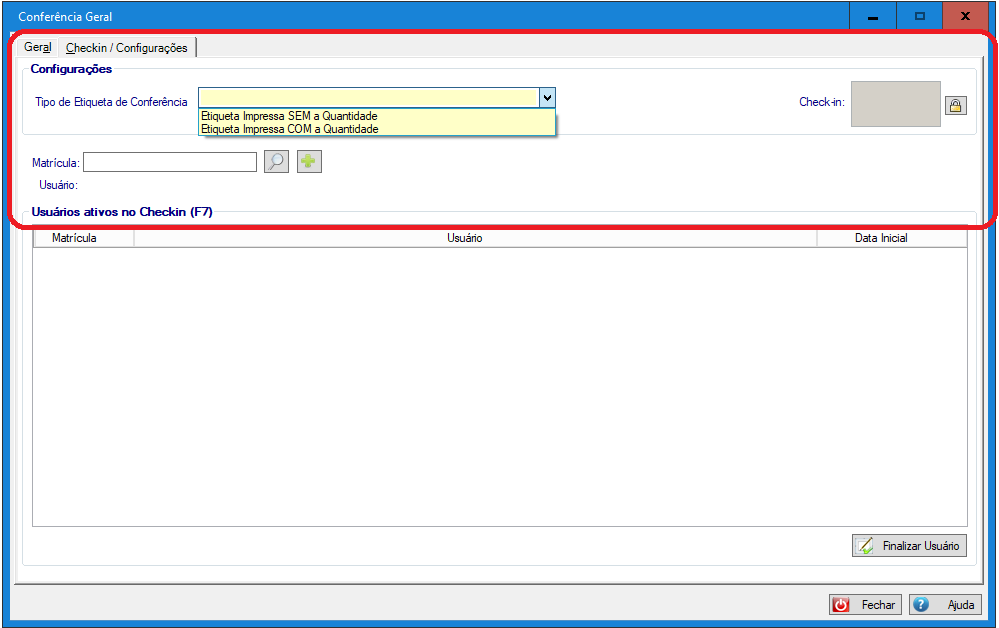 Conferência Geral
Geral Checkin / Configurações
Configurações
Tipo de Etiqueta de Conferência
Check-in:
Etiqueta Impressa SEM a Quantidade
Etiqueta Impressa COM a Quantidade
Matrícula:
Usuário:
Usuários ativos no Checkin (F7)
Matrícula Usuário Data Inicial
Finalizar Usuário
Fechar Ajuda